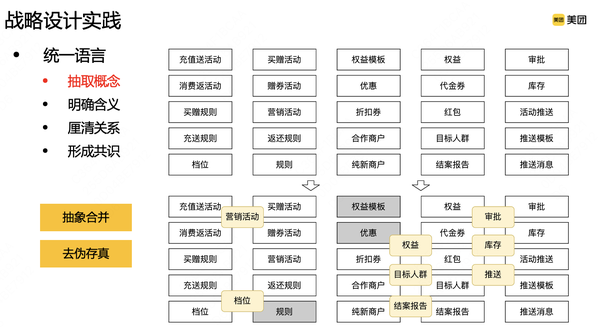 战略设计实践
美团 美团
统一语言
抽取概念
明确含义
厘清关系
形成共识
抽象合并
去伪存真
充值送活动 买赠活动 权益模板 权益 审批
消费返活动 赠券活动 优惠 代金券 库存
买赠规则 营销活动 折扣券 红包 活动推送
充送规则 返还规则 合作商户 目标人群 推送模板
档位 规则 纯新商户 结案报告 推送消息
充值送活动 买赠活动 权益模板 权益 审批
营销活动 审批
消费返活动 赠券活动 优惠 代金券 库存
权益 库存
买赠规则 营销活动 折扣券 红包 活动推送
目标人群 推送
充送规则 返还规则 合作商户 目标人群 推送模板
档位 结案报告
档位 规则 纯新商户 结案报告 推送消息